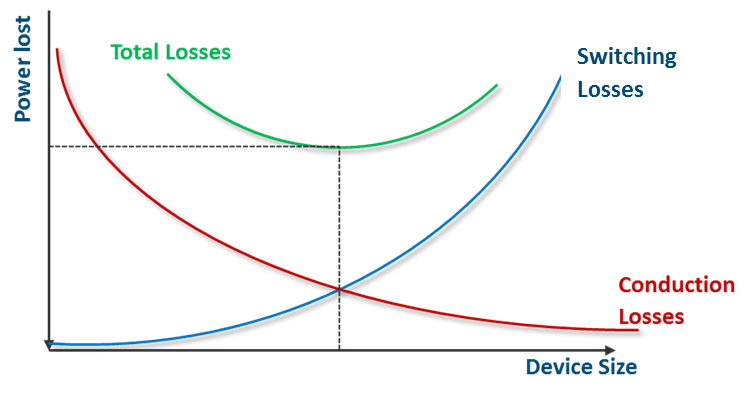 Power lost
Total Losses
Switching
Losses
Conduction
Losses
Device Size